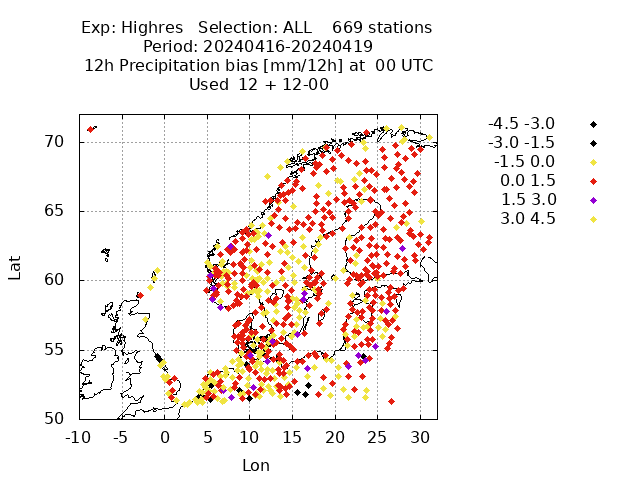 Exp: Highres   Selection: ALL    669 stations
Period: 20240416-20240419
12h Precipitation bias [mm/12h] at  00 UTC
Used  12 + 12-00
-4.5 -3.0
-3.0 -1.5
-1.5 0.0
0.0 1.5
1.5 3.0
3.0 4.5
70
65
60
55
50
Lat
-10 -5 0 5 10 15 20 25 30
Lon